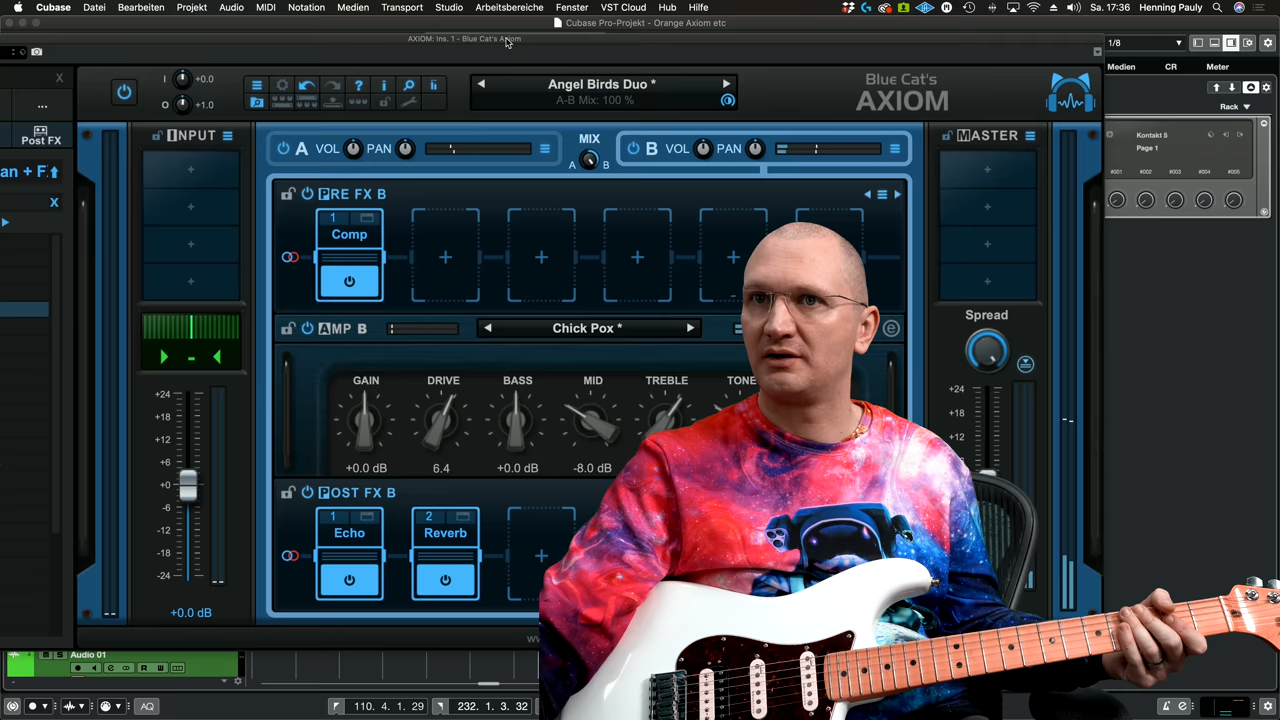 Cubase Datei Bearbeiten Projekt Audio MIDI Notation Medien Transport Studio Arbeitsbereiche Fenster VST Cloud Hub Hilfe Sa. 17:36 Henning Pauly
Cubase Pro-Projekt - Orange Axiom etc
AXIOM: Ins. 1 - Blue Cat's Axiom
1/8
Medien CR Meter
Rack
Kontakt 5
Page 1
#001 #002 #003 #004 #005
X
...
Post FX
an + F
X
I +0.0
O +1.0
Angel Birds Duo *
A-B Mix: 100 %
Blue Cat's
AXIOM
INPUT
A VOL PAN
MIX
A B
B VOL PAN
MASTER
PRE FX B
1
Comp
AMP B
Chick Pox *
e
GAIN DRIVE BASS MID TREBLE TONE
+0.0 dB 6.4 +0.0 dB -8.0 dB
POST FX B
1 2
Echo Reverb
+24
+18
+12
+6
+0
-6
-12
-18
-24
+0.0 dB
Spread
+24
+18
+12
Audio 01
M S
R W
AQ
110. 4. 1. 29
232. 1. 3. 32